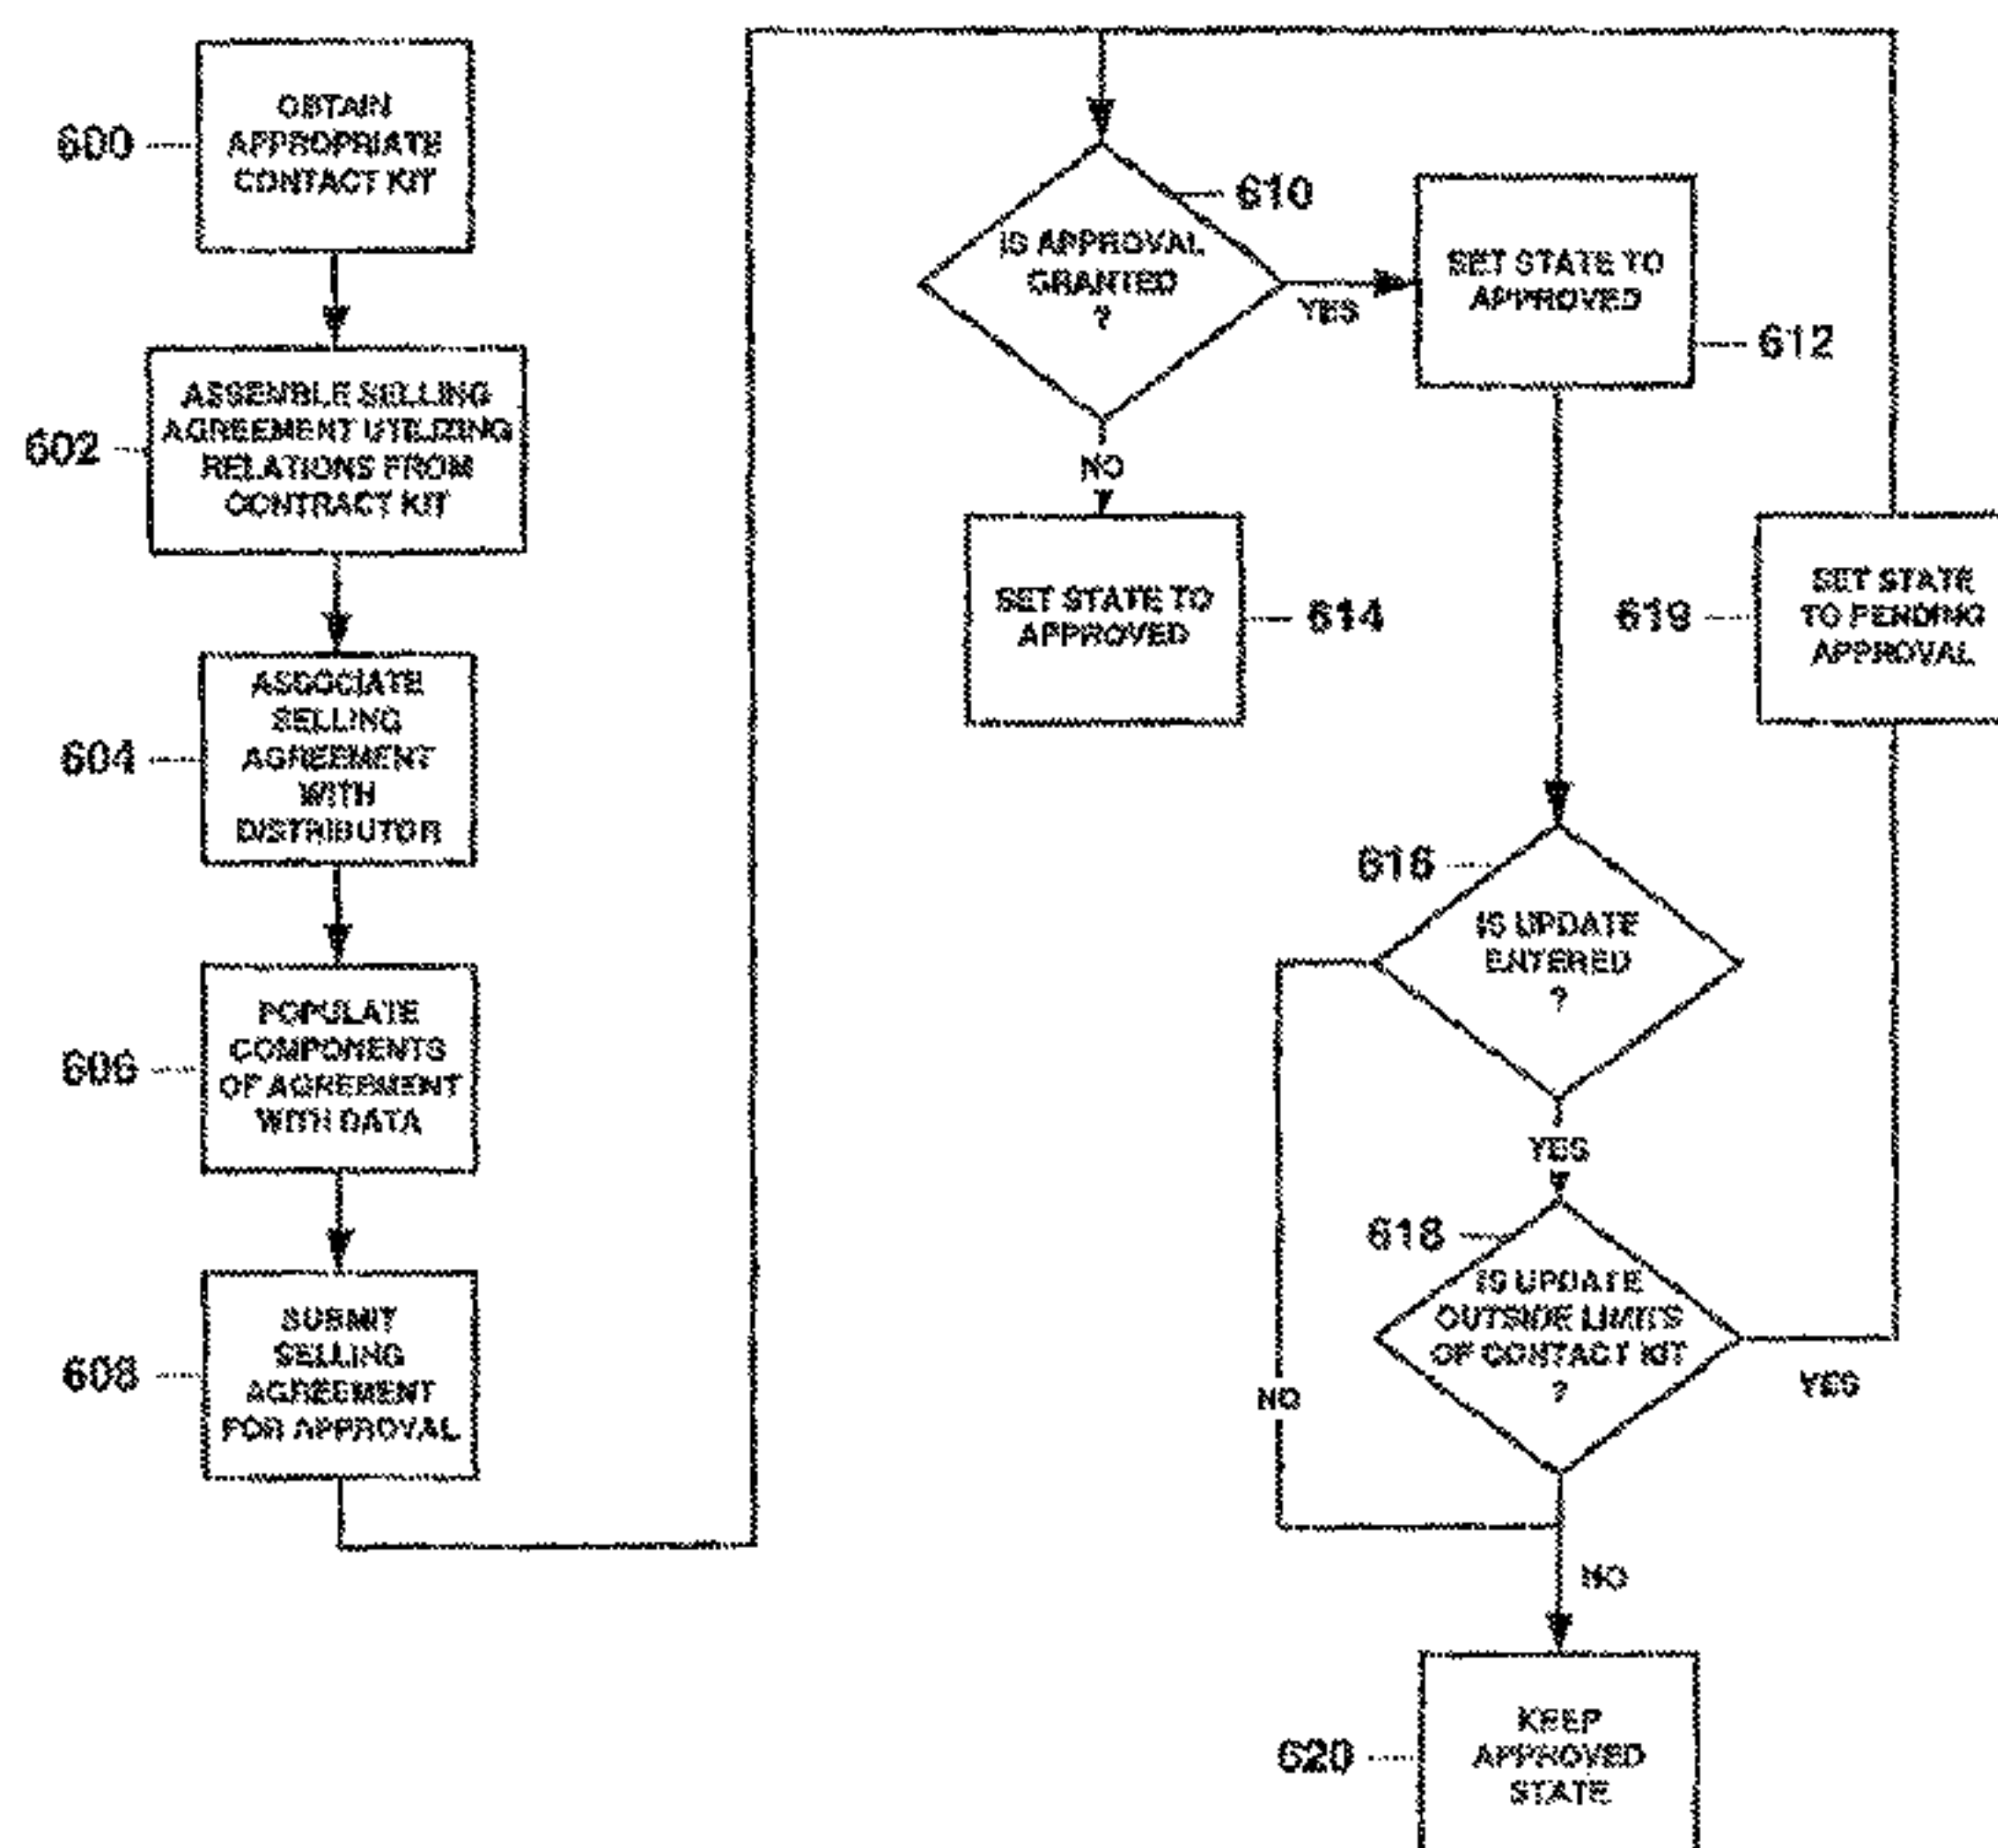 600
OBTAIN
APPROPRIATE
CONTACT KIT
602
ASSEMBLE SELLING
AGREEMENT UTILIZING
RELATIONS FROM
CONTRACT KIT
604
ASSOCIATE
SELLING
AGREEMENT
WITH
DISTRIBUTOR
606
POPULATE
COMPONENTS
OF AGREEMENT
WITH DATA
608
SUBMIT
SELLING
AGREEMENT
FOR APPROVAL
610
IS APPROVAL
GRANTED
?
YES
NO
SET STATE TO
APPROVED
612
SET STATE TO
APPROVED
614
616
IS UPDATE
ENTERED
?
YES
NO
618
IS UPDATE
OUTSIDE LIMITS
OF CONTACT KIT
?
YES
NO
619
SET STATE
TO PENDING
APPROVAL
620
KEEP
APPROVED
STATE